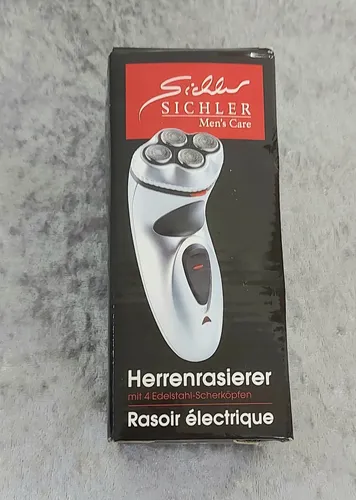 Sichler
SICHLER
Men's Care
Herrenrasierer
mit 4 Edelstahl-Scherköpfen
Rasoir électrique